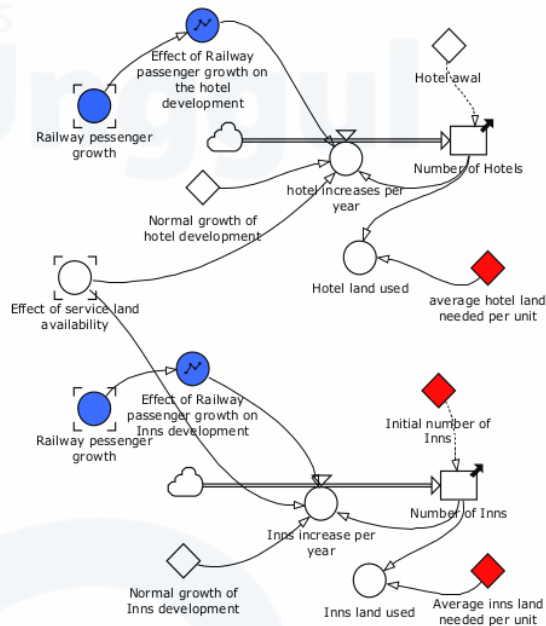 S
Unggul
Effect of Railway
passenger growth on
the hotel
development
Hotel awal
Railway pessenger
growth
Number of Hotels
hotel increases per
year
Normal growth of
hotel development
Hotel land used
average hotel land
needed per unit
Effect of service land
availability
Effect of Railway
passenger growth on
Inns development
Railway pessenger
growth
Initial number of
Inns
Number of Inns
Inns increase per
year
Normal growth of
Inns development
Inns land used
Average inns land
needed per unit